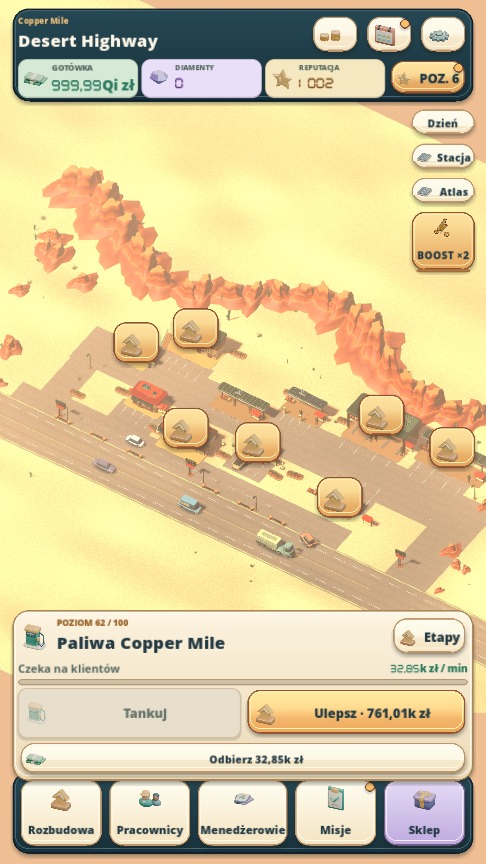 Copper Mile
Desert Highway
GOTÓWKA
999,99Qi zł
DIAMENTY
0
REPUTACJA
1 002
POZ. 6
Dzień
Stacja
Atlas
BOOST ×2
POZIOM 62 / 100
Paliwa Copper Mile
Etapy
Czeka na klientów
32,85k zł / min
Tankuj
Ulepsz · 761,01k zł
Odbierz 32,85k zł
Rozbudowa
Pracownicy
Menedżerowie
Misje
Sklep